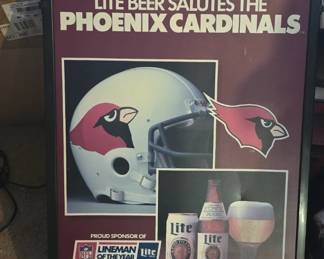 LITE BEER SALUTES THE
PHOENIX CARDINALS
Lite
Lite
PROUD SPONSOR OF
LINEMAN
OF THE YEAR
Lite